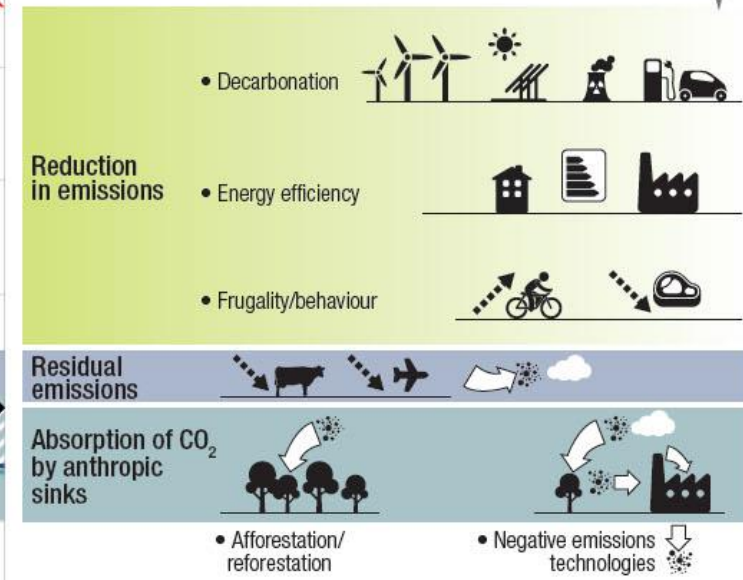 • Decarbonation
Reduction
in emissions
• Energy efficiency
• Frugality/behaviour
Residual
emissions
Absorption of CO₂
by anthropic
sinks
• Afforestation/
reforestation
• Negative emissions
technologies